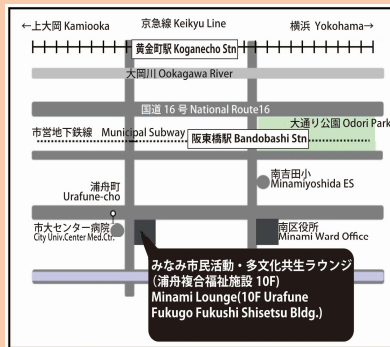 ←上大岡 Kamiooka 京急線 Keikyu Line 横浜 Yokohama→
黄金町駅 Koganecho Stn
大岡川 Ookagawa River
国道 16 号 National Route16
大通り公園 Odori Park
市営地下鉄線 Municipal Subway
阪東橋駅 Bandobashi Stn
南吉田小
Minamiyoshida ES
浦舟町
Urafune-cho
市大センター病院
City Univ.Center Med.Ctr.
南区役所
Minami Ward Office
みなみ市民活動・多文化共生ラウンジ
(浦舟複合福祉施設 10F)
Minami Lounge(10F Urafune
Fukugo Fukushi Shisetsu Bldg.)